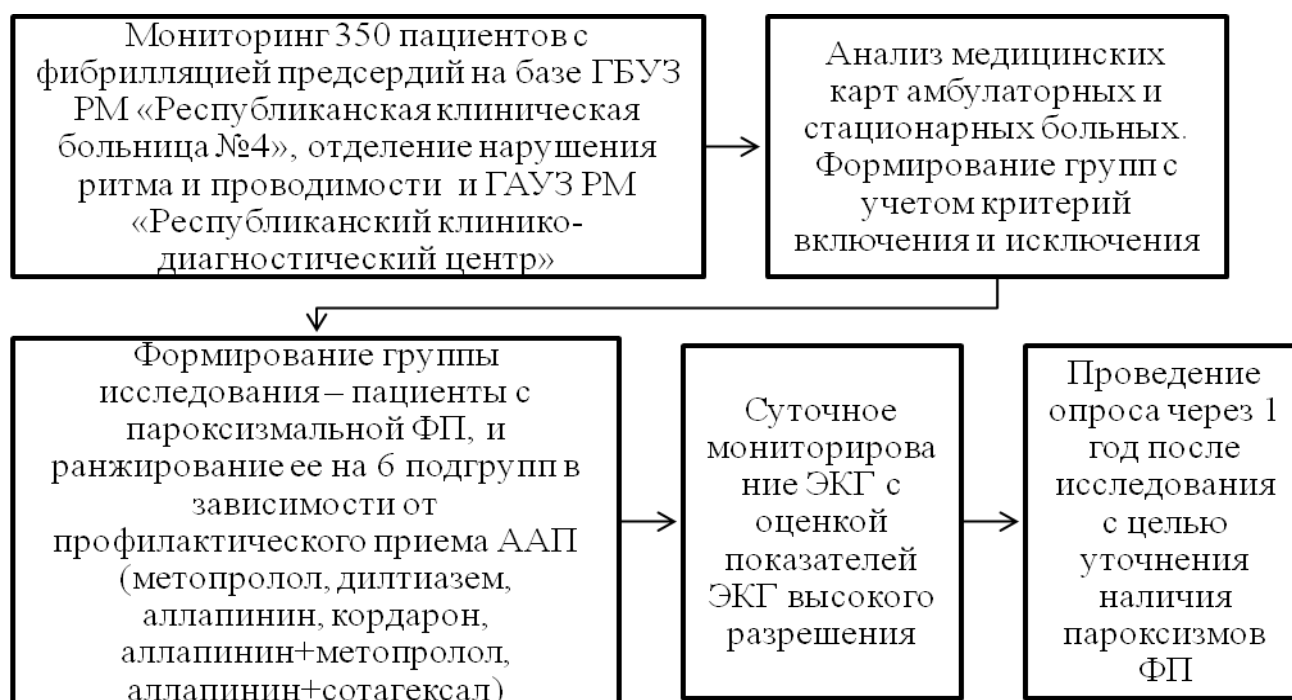 Мониторинг 350 пациентов с
фибрилляцией предсердий на базе ГБУЗ
РМ «Республиканская клиническая
больница №4», отделение нарушения
ритма и проводимости и ГАУЗ РМ
«Республиканский клинико-
диагностический центр»
Анализ медицинских
карт амбулаторных и
стационарных больных.
Формирование групп с
учетом критерий
включения и исключения
Формирование группы
исследования – пациенты с
пароксизмальной ФП, и
ранжирование ее на 6 подгрупп в
зависимости от
профилактического приема ААП
(метопролол, дилтиазем,
аллапинин, кордарон,
аллапинин+метопролол,
аллапинин+сотагексал)
Суточное
мониторирова
ние ЭКГ с
оценкой
показателей
ЭКГ высокого
разрешения
Проведение
опроса через 1
год после
исследования
с целью
уточнения
наличия
пароксизмов
ФП